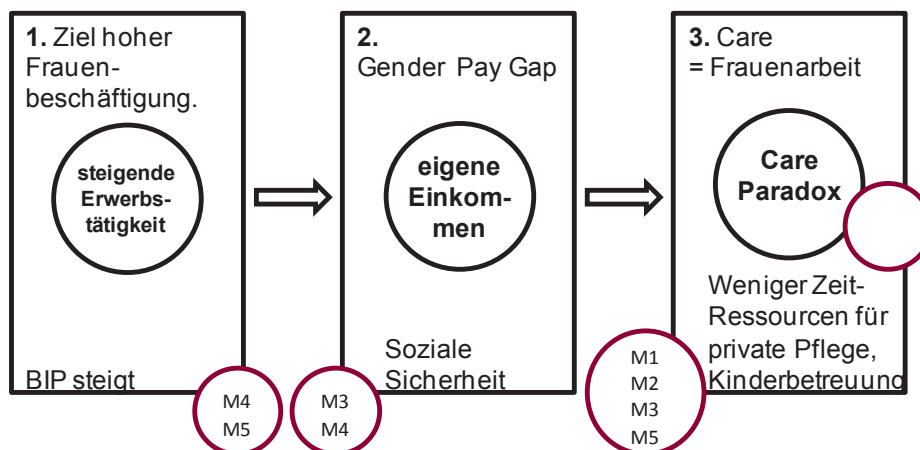 1. Ziel hoher
Frauen-
beschäftigung.
steigende
Erwerbs-
tätigkeit
BIP steigt
M4
M5
2.
Gender Pay Gap
eigene
Einkom-
men
Soziale
Sicherheit
M3
M4
3. Care
= Frauenarbeit
Care
Paradox
Weniger Zeit-
Ressourcen für
private Pflege,
Kinderbetreuung
M1
M2
M3
M5